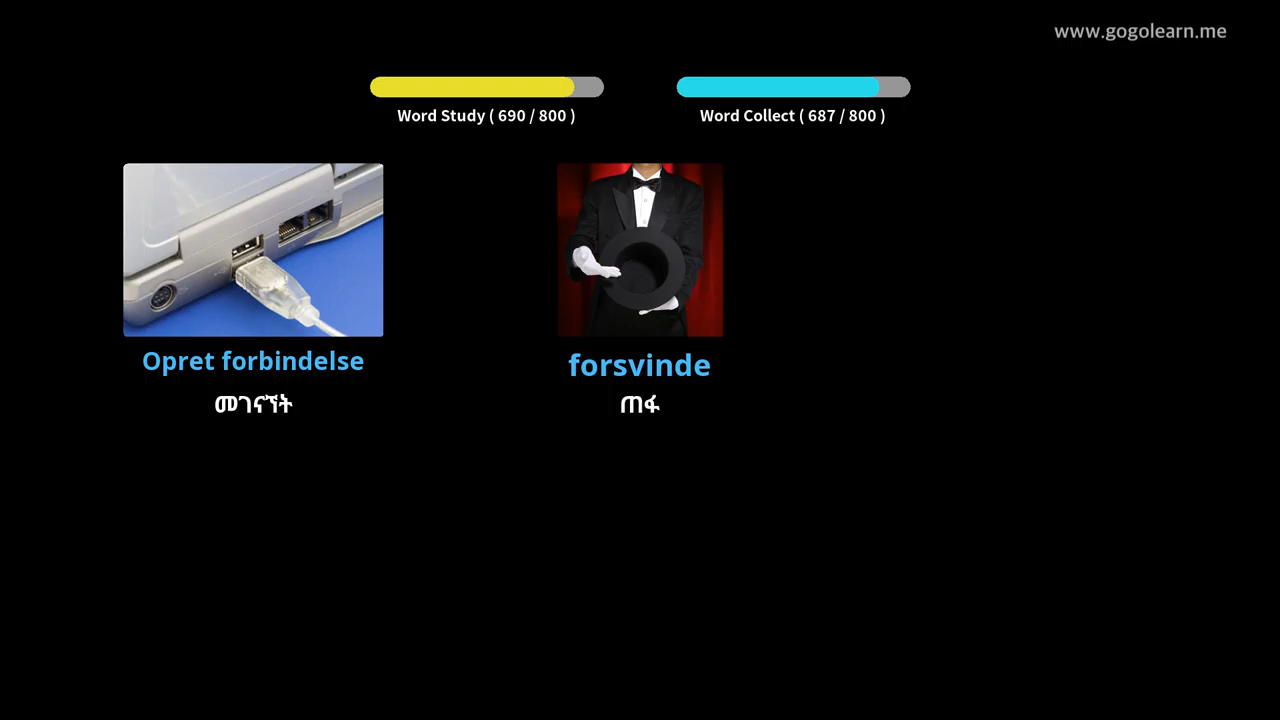 www.gogolearn.me
Word Study ( 690 / 800 )
Word Collect ( 687 / 800 )
Opret forbindelse
መገናኘት
forsvinde
ጠፋ